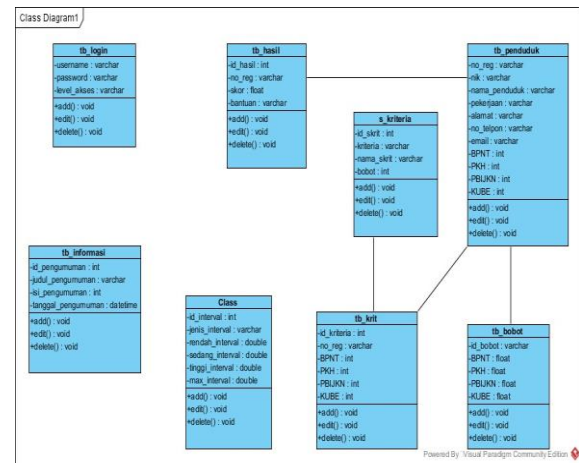 Class Diagram1
tb_login
-username : varchar
-password : varchar
-level_akses : varchar
+add() : void
+edit() : void
+delete() : void
tb_hasil
-id_hasil : int
-no_reg : varchar
-skor : float
-bantuan : varchar
+add() : void
+edit() : void
+delete() : void
tb_penduduk
-no_reg : varchar
-nik : varchar
-nama_penduduk : varchar
-pekerjaan : varchar
-alamat : varchar
-no_telpon : varchar
-email : varchar
-BPNT : int
-PKH : int
-PBIJKN : int
-KUBE : int
+add() : void
+edit() : void
+delete() : void
s_kriteria
-id_skrit : int
-kriteria : varchar
-nama_skrit : varchar
-bobot : int
+add() : void
+edit() : void
+delete() : void
tb_informasi
-id_pengumuman : int
-judul_pengumuman : varchar
-isi_pengumuman : int
-tanggal_pengumuman : datetime
+add() : void
+edit() : void
+delete() : void
Class
-id_interval : int
-jenis_interval : varchar
-rendah_interval : double
-sedang_interval : double
-tinggi_interval : double
-max_interval : double
+add() : void
+edit() : void
+delete() : void
tb_krit
-id_kriteria : int
-no_reg : varchar
-BPNT : int
-PKH : int
-PBIJKN : int
-KUBE : int
+add() : void
+edit() : void
+delete() : void
tb_bobot
-id_bobot : varchar
-BPNT : float
-PKH : float
-PBIJKN : float
-KUBE : float
+add() : void
+edit() : void
+delete() : void
Powered By Visual Paradigm Community Edition